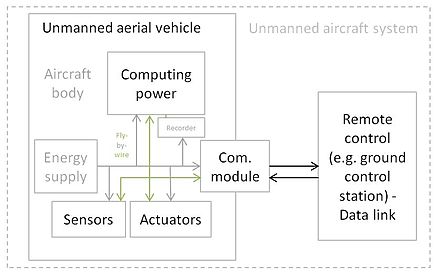 Unmanned aerial vehicle
Unmanned aircraft system
Aircraft
body
Computing
power
Fly-
by-
wire
Recorder
Energy
supply
Com.
module
Remote
control
(e.g. ground
control
station) -
Data link
Sensors
Actuators